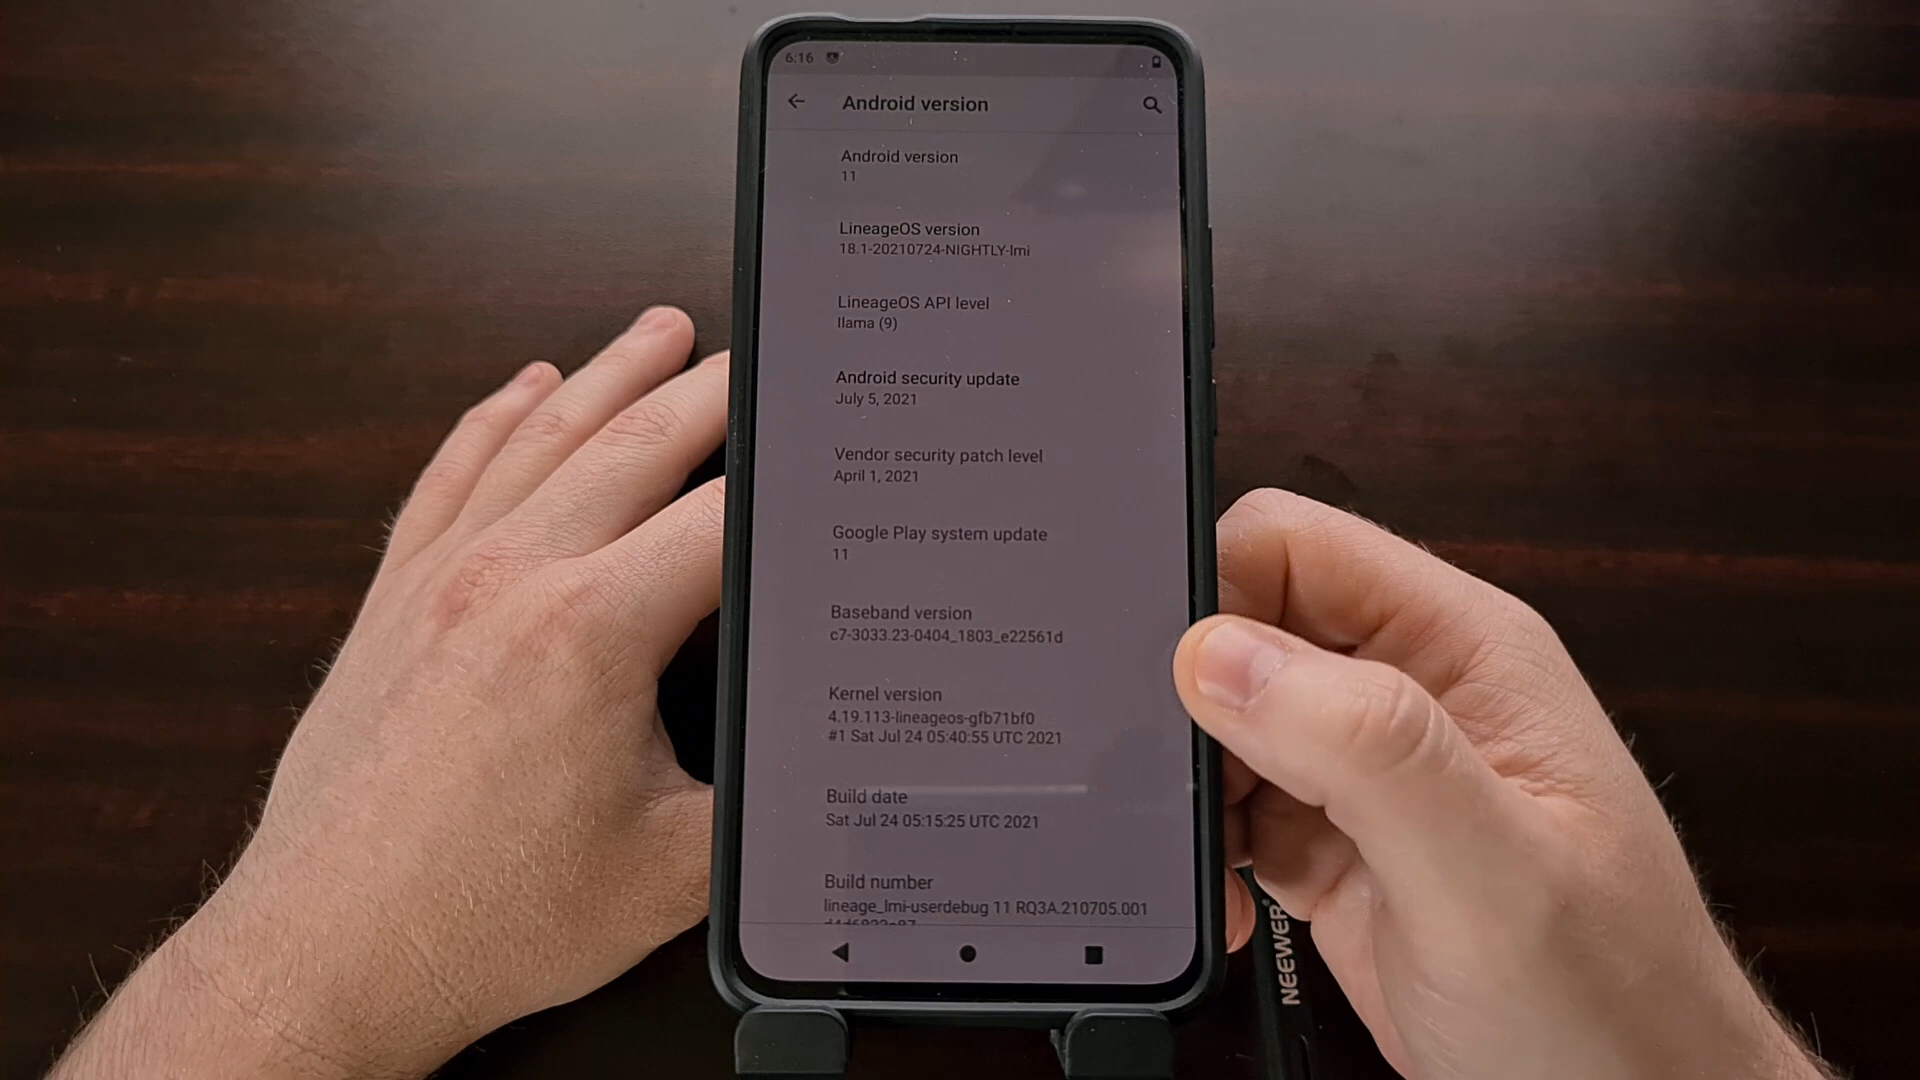 6:16
Android version
Android version
11
LineageOS version
18.1-20210724-NIGHTLY-lmi
LineageOS API level
Ilama (9)
Android security update
July 5, 2021
Vendor security patch level
April 1, 2021
Google Play system update
11
Baseband version
c7-3033.23-0404_1803_e22561d
Kernel version
4.19.113-lineageos-gfb71bf0
#1 Sat Jul 24 05:40:55 UTC 2021
Build date
Sat Jul 24 05:15:25 UTC 2021
Build number
lineage_lmi-userdebug 11 RQ3A.210705.001
NEEWER®